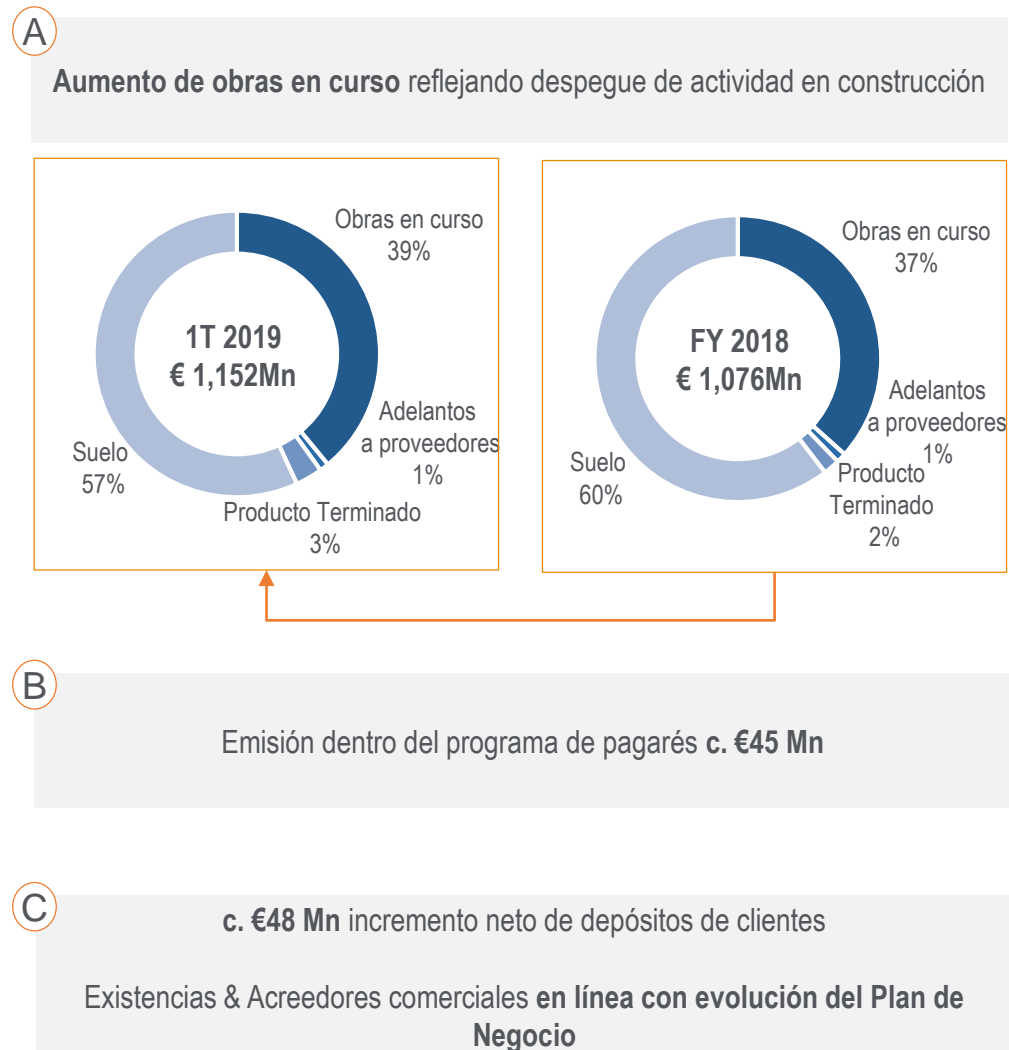 A
Aumento de obras en curso reflejando despegue de actividad en construcción
Obras en curso
39%
1T 2019
€ 1,152Mn
Adelantos
a proveedores
1%
Suelo
57%
Producto Terminado
3%
Obras en curso
37%
FY 2018
€ 1,076Mn
Adelantos
a proveedores
1%
Suelo
60%
Producto
Terminado
2%
B
Emisión dentro del programa de pagarés c. €45 Mn
C
c. €48 Mn incremento neto de depósitos de clientes
Existencias & Acreedores comerciales en línea con evolución del Plan de
Negocio